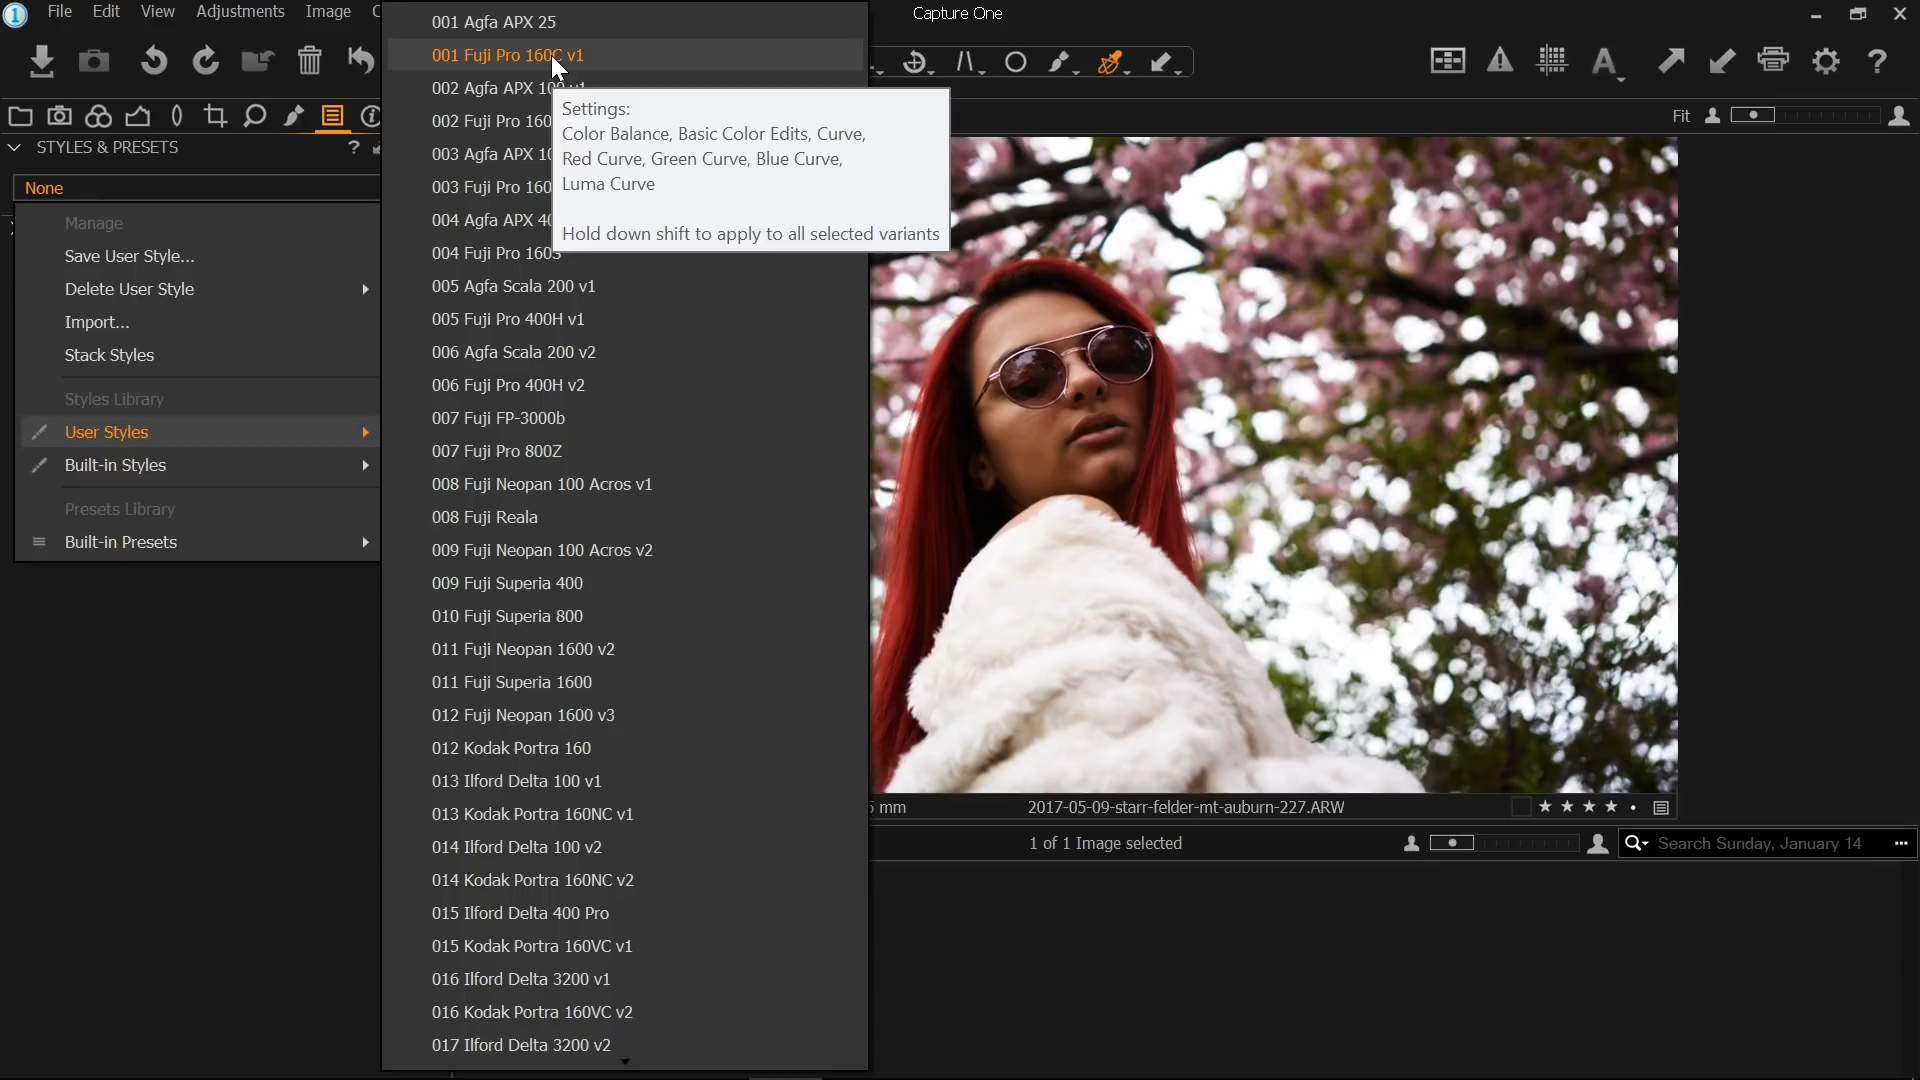 File Edit View Adjustments Image
Capture One
Fit
STYLES & PRESETS
?
None
Manage
Save User Style...
Delete User Style
Import...
Stack Styles
Styles Library
User Styles
Built-in Styles
Presets Library
Built-in Presets
001 Agfa APX 25
001 Fuji Pro 160C v1
002 Agfa APX 100 v1
002 Fuji Pro 160
003 Agfa APX 10
003 Fuji Pro 160
004 Agfa APX 40
004 Fuji Pro 160S
005 Agfa Scala 200 v1
005 Fuji Pro 400H v1
006 Agfa Scala 200 v2
006 Fuji Pro 400H v2
007 Fuji FP-3000b
007 Fuji Pro 800Z
008 Fuji Neopan 100 Acros v1
008 Fuji Reala
009 Fuji Neopan 100 Acros v2
009 Fuji Superia 400
010 Fuji Superia 800
011 Fuji Neopan 1600 v2
011 Fuji Superia 1600
012 Fuji Neopan 1600 v3
012 Kodak Portra 160
013 Ilford Delta 100 v1
013 Kodak Portra 160NC v1
014 Ilford Delta 100 v2
014 Kodak Portra 160NC v2
015 Ilford Delta 400 Pro
015 Kodak Portra 160VC v1
016 Ilford Delta 3200 v1
016 Kodak Portra 160VC v2
017 Ilford Delta 3200 v2
Settings:
Color Balance, Basic Color Edits, Curve,
Red Curve, Green Curve, Blue Curve,
Luma Curve
Hold down shift to apply to all selected variants
mm 2017-05-09-starr-felder-mt-auburn-227.ARW
1 of 1 Image selected
Search Sunday, January 14